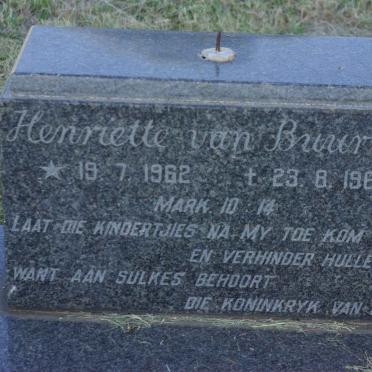 Henriette van Buur
★ 19.7.1962 † 23.8.196
MARK. 10 14
LAAT DIE KINDERTJIES NA MY TOE KOM
EN VERHINDER HULLE
WANT AAN SULKES BEHOORT
DIE KONINKRYK VAN